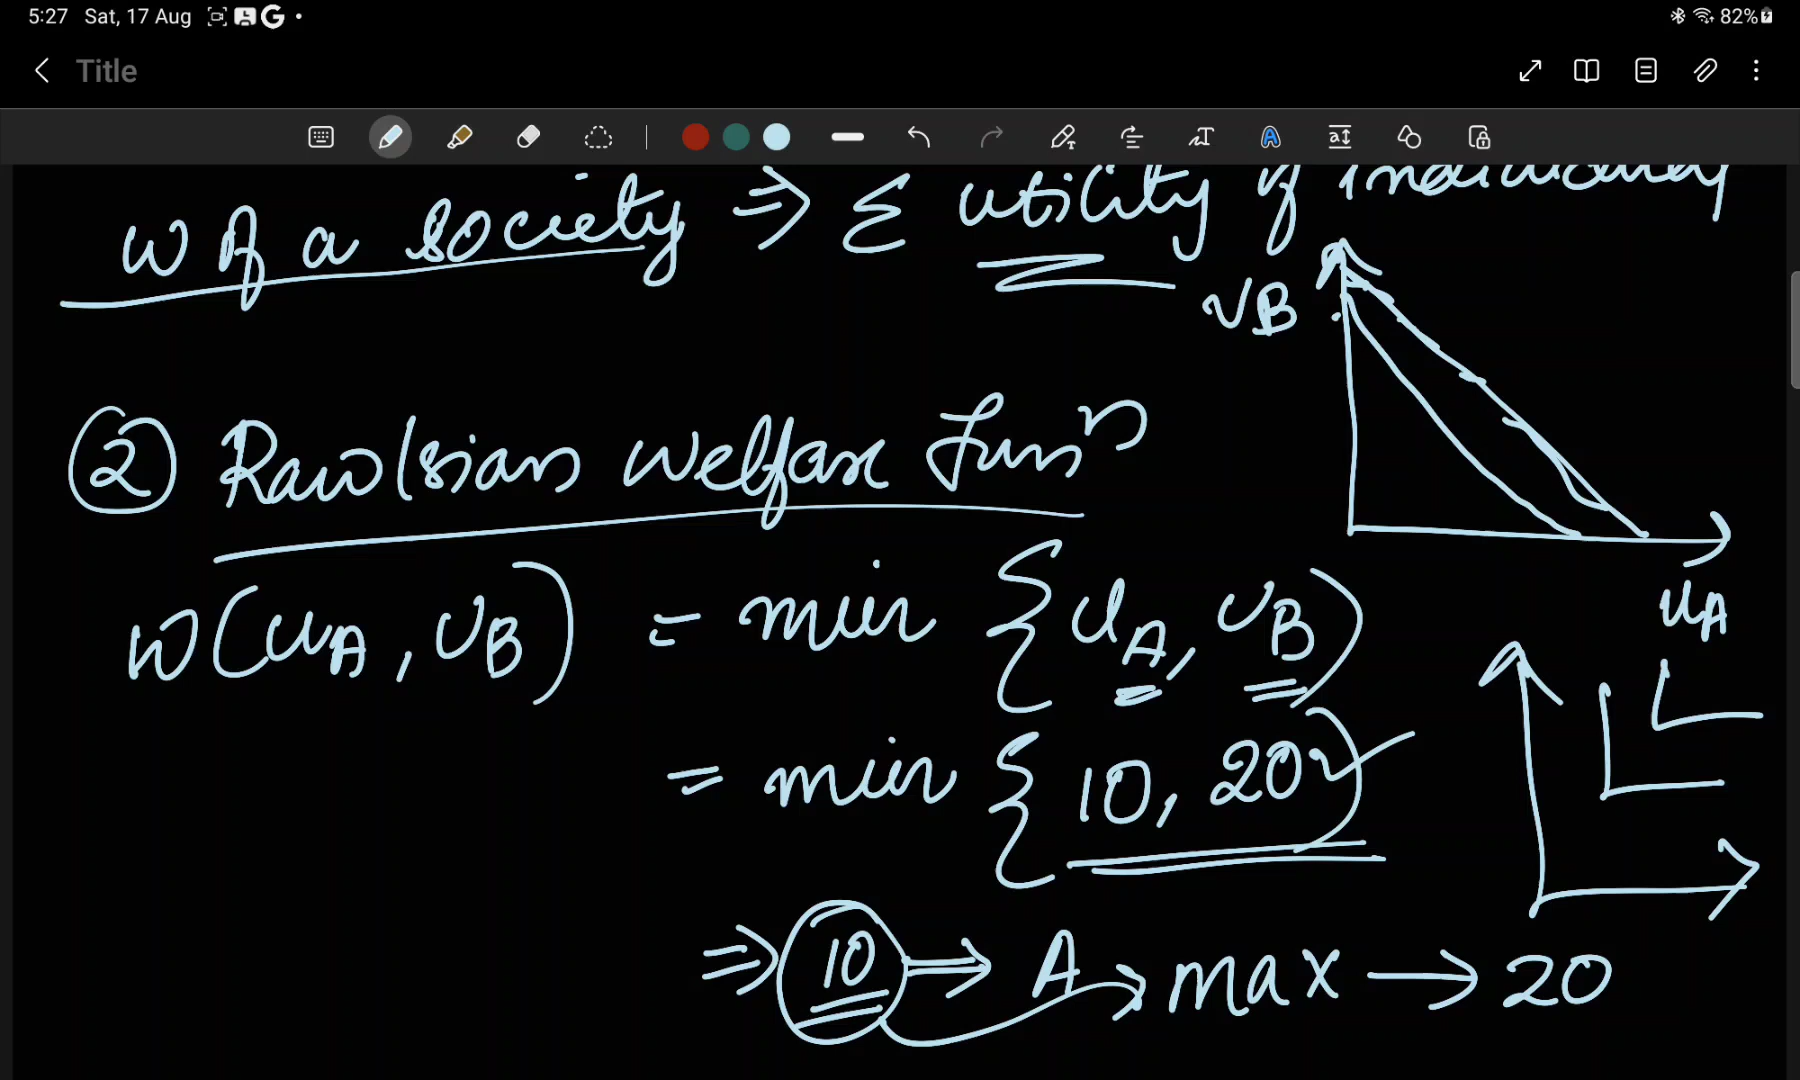 5:27 Sat, 17 Aug 82%
Title
W of a society ⇒ Σ utility of individuals
UB
② Rawlsian welfare funⁿ
UA
W(UA, UB) = min {UA, UB}
= min {10, 20}
⇒ 10 ⇒ A → max → 20